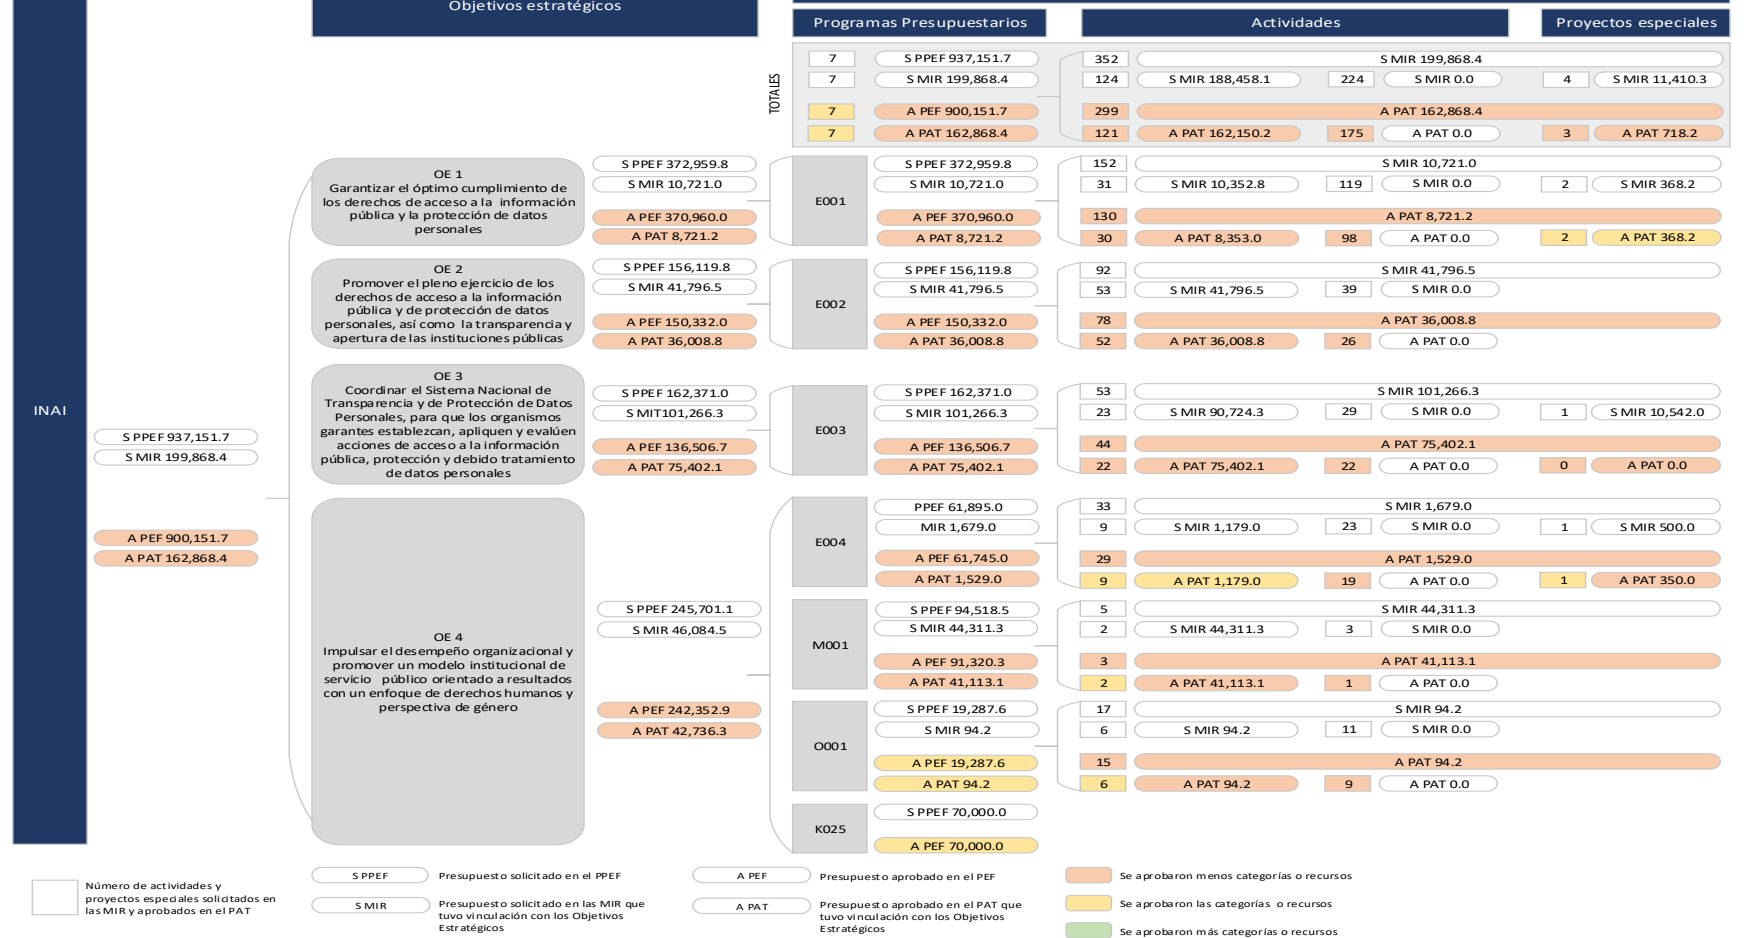 Objetivos estratégicos
Programas Presupuestarios
Actividades
Proyectos especiales
TOTALES
7
S PPEF 937,151.7
352
S MIR 199,868.4
7
S MIR 199,868.4
124
S MIR 188,458.1
224
S MIR 0.0
4
S MIR 11,410.3
7
A PEF 900,151.7
299
A PAT 162,868.4
7
A PAT 162,868.4
121
A PAT 162,150.2
175
A PAT 0.0
3
A PAT 718.2
INAI
S PPEF 937,151.7
S MIR 199,868.4
A PEF 900,151.7
A PAT 162,868.4
OE 1
Garantizar el óptimo cumplimiento de
los derechos de acceso a la información
pública y la protección de datos
personales
S PPEF 372,959.8
S MIR 10,721.0
A PEF 370,960.0
A PAT 8,721.2
E001
S PPEF 372,959.8
S MIR 10,721.0
A PEF 370,960.0
A PAT 8,721.2
152
S MIR 10,721.0
31
S MIR 10,352.8
119
S MIR 0.0
2
S MIR 368.2
130
A PAT 8,721.2
30
A PAT 8,353.0
98
A PAT 0.0
2
A PAT 368.2
OE 2
Promover el pleno ejercicio de los
derechos de acceso a la información
pública y de protección de datos
personales, así como la transparencia y
apertura de las instituciones públicas
S PPEF 156,119.8
S MIR 41,796.5
A PEF 150,332.0
A PAT 36,008.8
E002
S PPEF 156,119.8
S MIR 41,796.5
A PEF 150,332.0
A PAT 36,008.8
92
S MIR 41,796.5
53
S MIR 41,796.5
39
S MIR 0.0
78
A PAT 36,008.8
52
A PAT 36,008.8
26
A PAT 0.0
OE 3
Coordinar el Sistema Nacional de
Transparencia y de Protección de Datos
Personales, para que los organismos
garantes establezcan, apliquen y evalúen
acciones de acceso a la información
pública, protección y debido tratamiento
de datos personales
S PPEF 162,371.0
S MIT101,266.3
A PEF 136,506.7
A PAT 75,402.1
E003
S PPEF 162,371.0
S MIR 101,266.3
A PEF 136,506.7
A PAT 75,402.1
53
S MIR 101,266.3
23
S MIR 90,724.3
29
S MIR 0.0
1
S MIR 10,542.0
44
A PAT 75,402.1
22
A PAT 75,402.1
22
A PAT 0.0
0
A PAT 0.0
OE 4
Impulsar el desempeño organizacional y
promover un modelo institucional de
servicio público orientado a resultados
con un enfoque de derechos humanos y
perspectiva de género
S PPEF 245,701.1
S MIR 46,084.5
A PEF 242,352.9
A PAT 42,736.3
E004
PPEF 61,895.0
MIR 1,679.0
A PEF 61,745.0
A PAT 1,529.0
33
S MIR 1,679.0
9
S MIR 1,179.0
23
S MIR 0.0
1
S MIR 500.0
29
A PAT 1,529.0
9
A PAT 1,179.0
19
A PAT 0.0
1
A PAT 350.0
M001
S PPEF 94,518.5
S MIR 44,311.3
A PEF 91,320.3
A PAT 41,113.1
5
S MIR 44,311.3
2
S MIR 44,311.3
3
S MIR 0.0
3
A PAT 41,113.1
2
A PAT 41,113.1
1
A PAT 0.0
O001
S PPEF 19,287.6
S MIR 94.2
A PEF 19,287.6
A PAT 94.2
17
S MIR 94.2
6
S MIR 94.2
11
S MIR 0.0
15
A PAT 94.2
6
A PAT 94.2
9
A PAT 0.0
K025
S PPEF 70,000.0
A PEF 70,000.0
Número de actividades y
proyectos especiales solicitados en
las MIR y aprobados en el PAT
S PPEF
Presupuesto solicitado en el PPEF
S MIR
Presupuesto solicitado en las MIR que
tuvo vinculación con los Objetivos
Estratégicos
A PEF
Presupuesto aprobado en el PEF
A PAT
Presupuesto aprobado en el PAT que
tuvo vinculación con los Objetivos
Estratégicos
Se aprobaron menos categorías o recursos
Se aprobaron las categorías o recursos
Se aprobaron más categorías o recursos